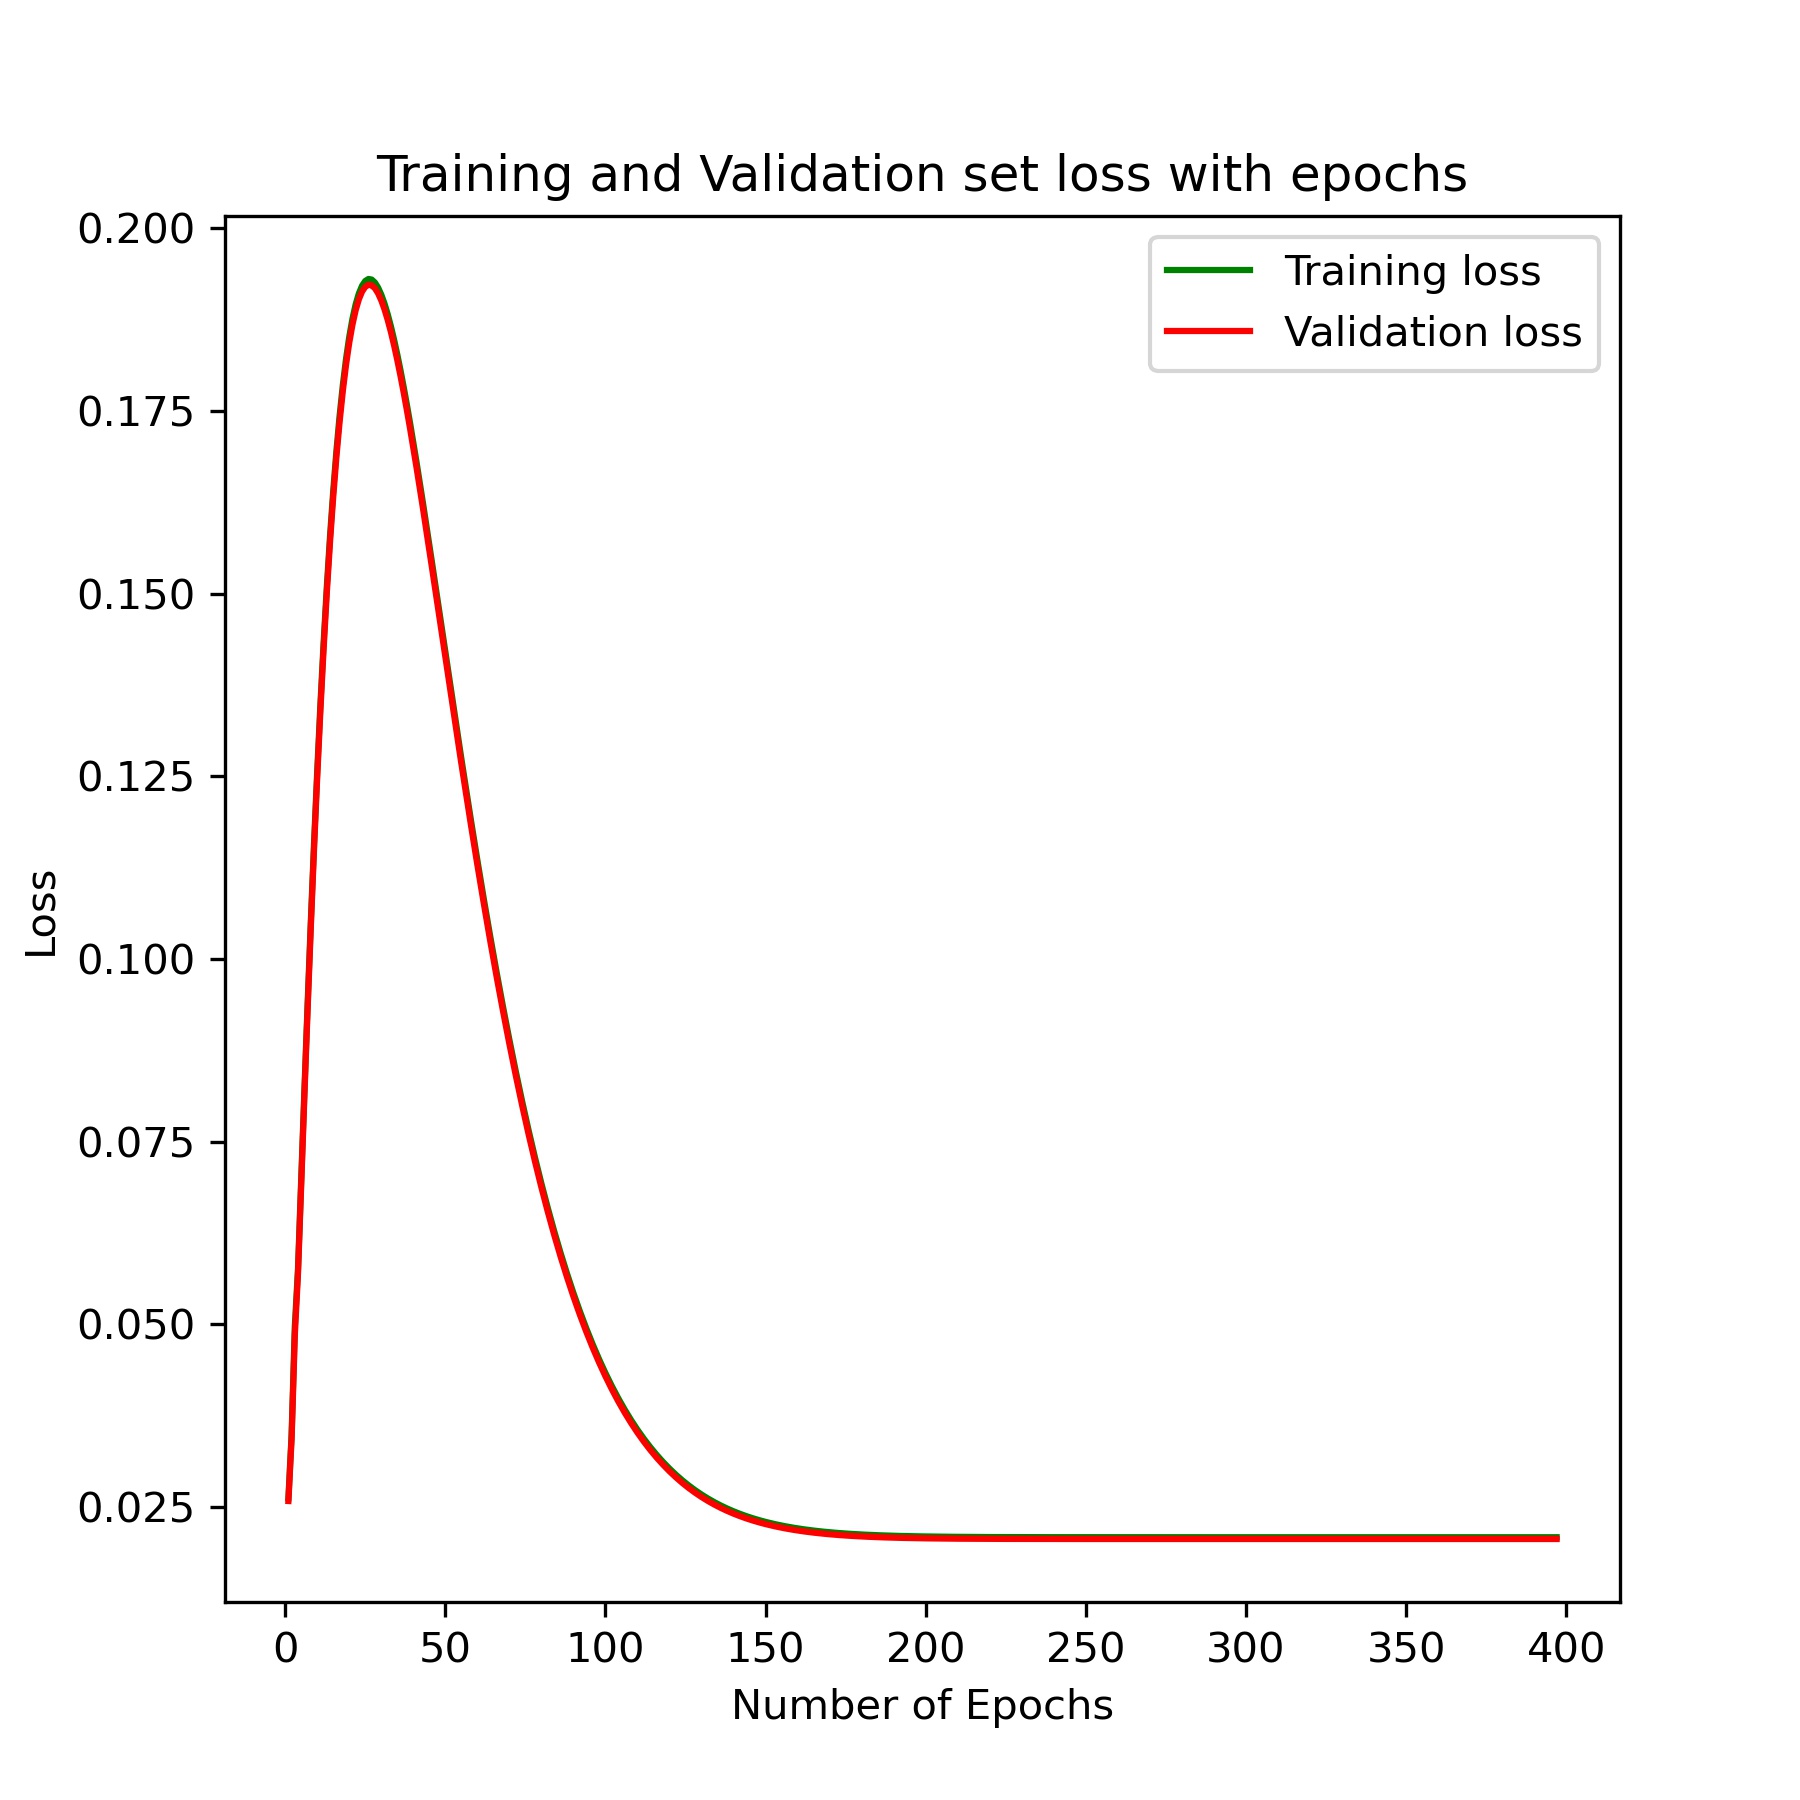 Training and Validation set loss with epochs
Training loss
Validation loss
0.200
0.175
0.150
0.125
0.100
0.075
0.050
0.025
Loss
0 50 100 150 200 250 300 350 400
Number of Epochs